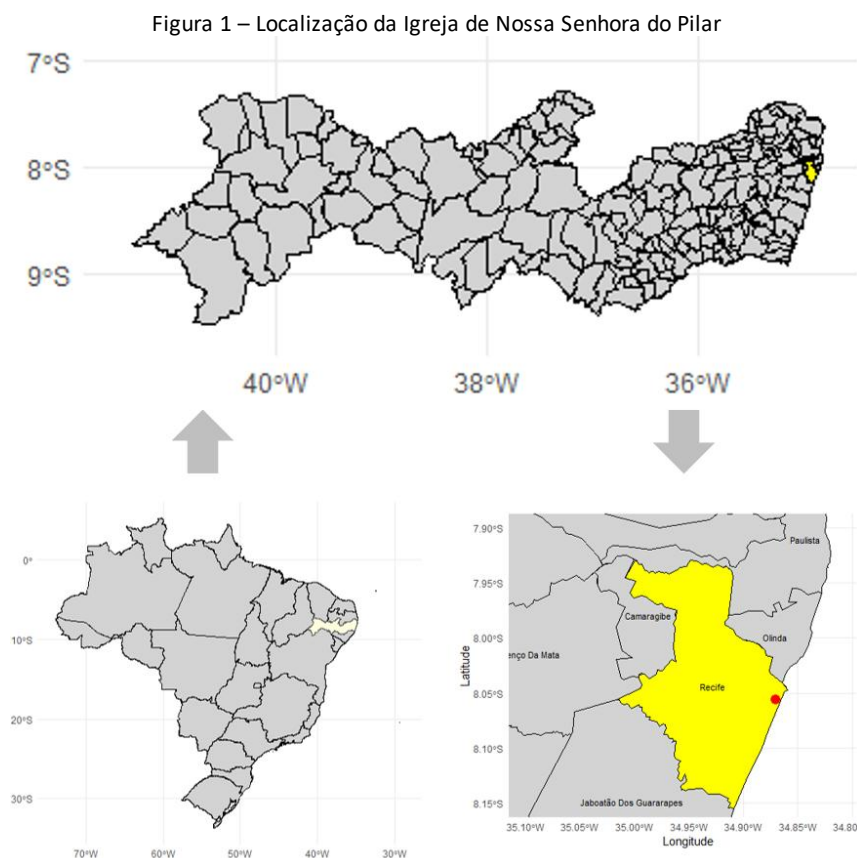 Figura 1 – Localização da Igreja de Nossa Senhora do Pilar
7°S
8°S
9°S
40°W
38°W
36°W
0°
10°S
20°S
30°S
70°W
60°W
50°W
40°W
30°W
7.90°S
7.95°S
8.00°S
8.05°S
8.10°S
8.15°S
Latitude
Paulista
Camaragibe
Olinda
enço Da Mata
Recife
Jaboatão Dos Guararapes
35.10°W
35.05°W
35.00°W
34.95°W
34.90°W
34.85°W
34.80
Longitude